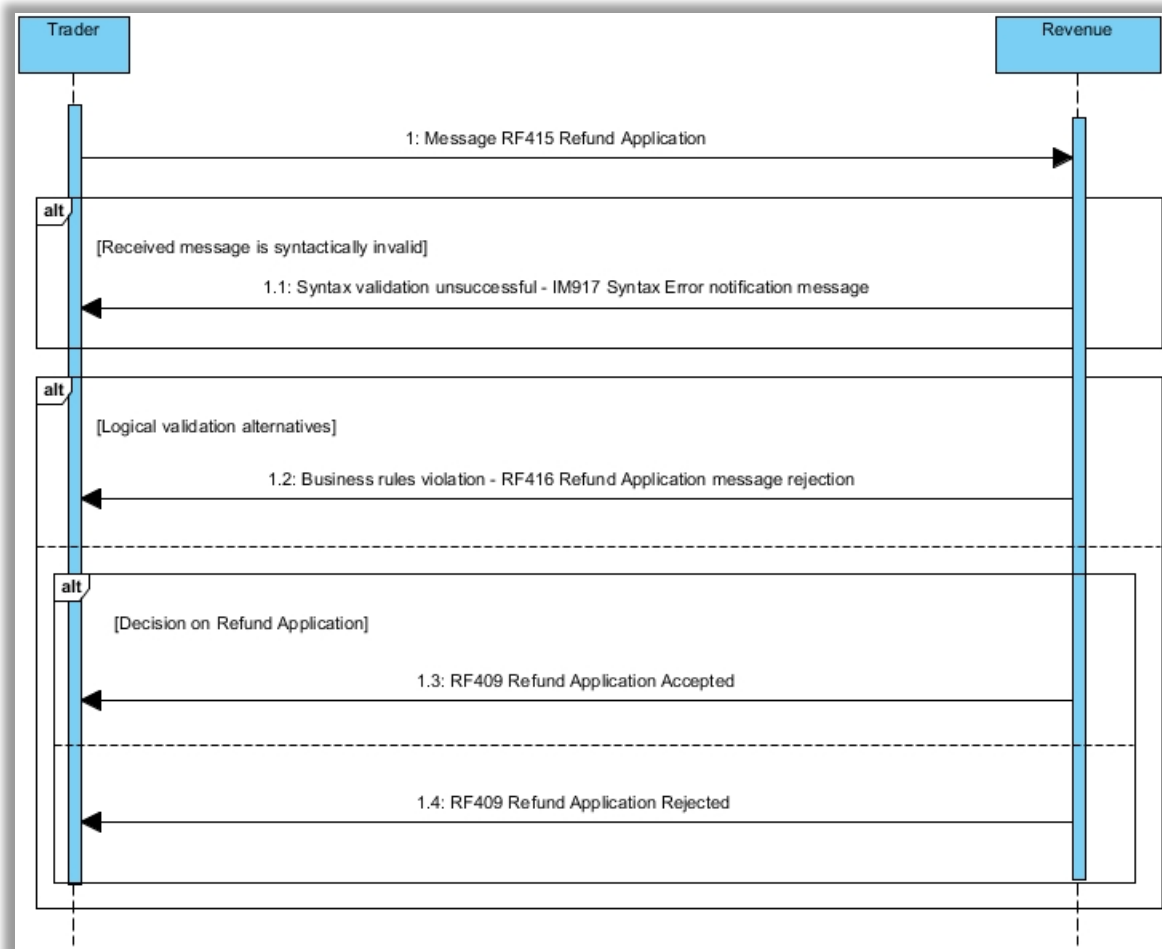 Trader
Revenue
1: Message RF415 Refund Application
alt
[Received message is syntactically invalid]
1.1: Syntax validation unsuccessful - IM917 Syntax Error notification message
alt
[Logical validation alternatives]
1.2: Business rules violation - RF416 Refund Application message rejection
alt
[Decision on Refund Application]
1.3: RF409 Refund Application Accepted
1.4: RF409 Refund Application Rejected